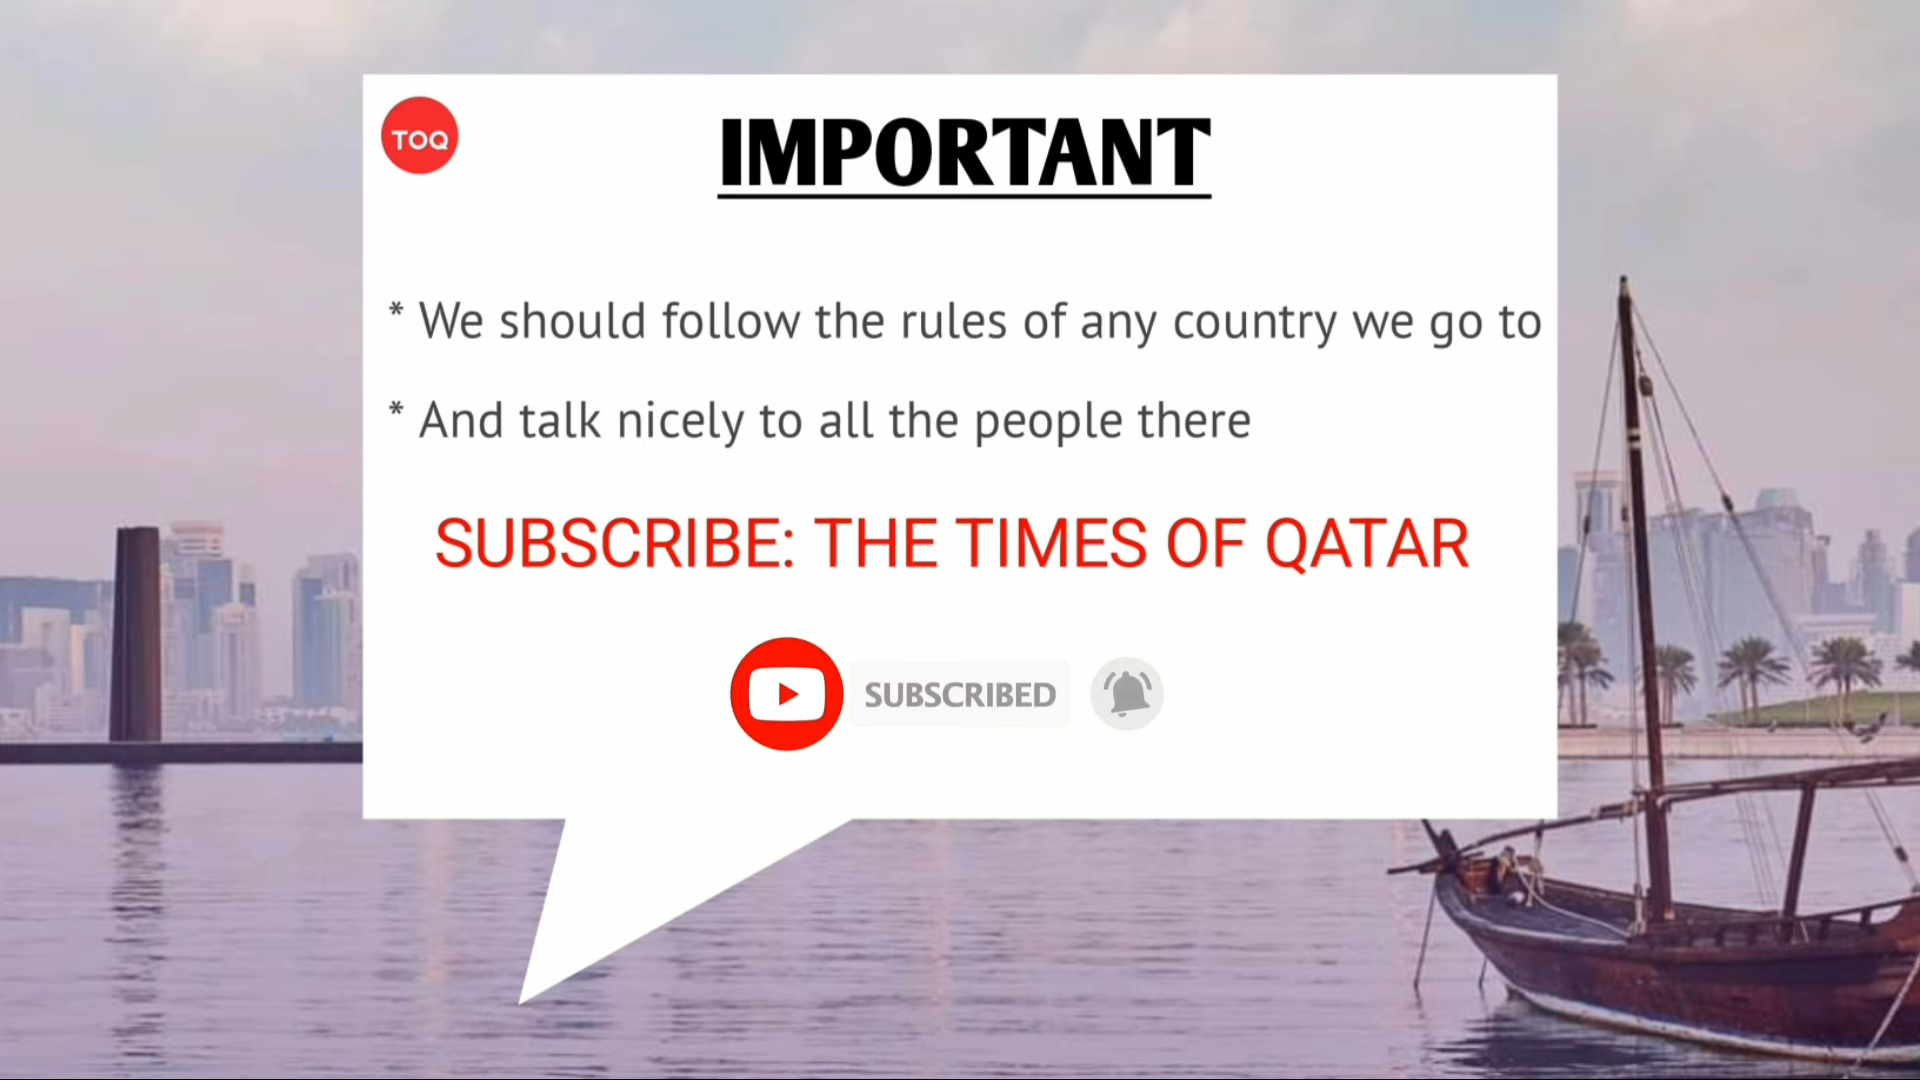 TOQ
IMPORTANT
* We should follow the rules of any country we go to
* And talk nicely to all the people there
SUBSCRIBE: THE TIMES OF QATAR
SUBSCRIBED